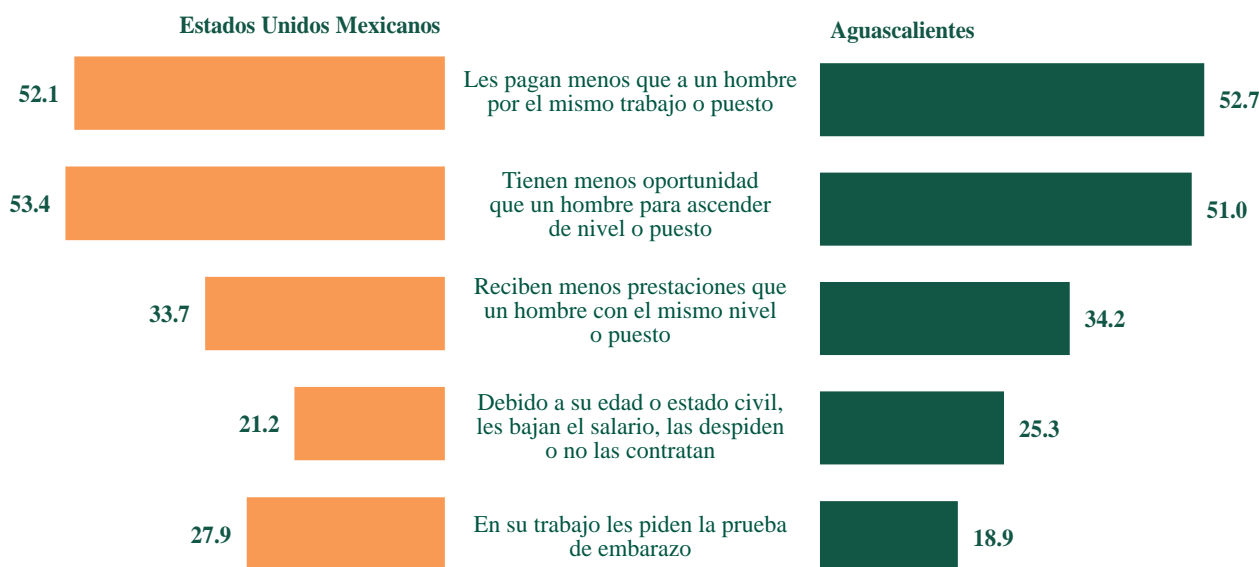 Estados Unidos Mexicanos
Aguascalientes
52.1
Les pagan menos que a un hombre
por el mismo trabajo o puesto
52.7
53.4
Tienen menos oportunidad
que un hombre para ascender
de nivel o puesto
51.0
33.7
Reciben menos prestaciones que
un hombre con el mismo nivel
o puesto
34.2
21.2
Debido a su edad o estado civil,
les bajan el salario, las despiden
o no las contratan
25.3
27.9
En su trabajo les piden la prueba
de embarazo
18.9